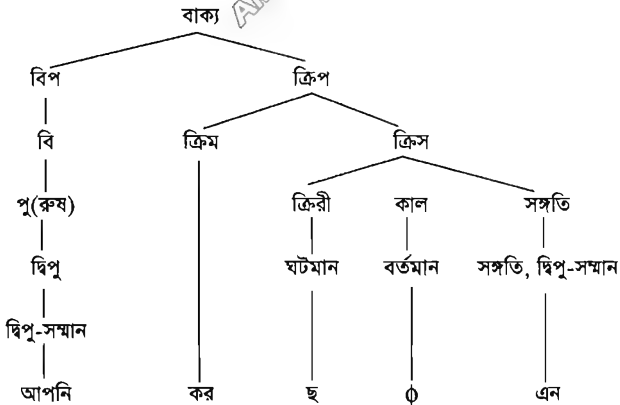 বাক্য
বিপ ক্রিপ
বি ক্রিম ক্রিস
পু(রুষ) ক্রিরী কাল সঙ্গতি
দ্বিপু ঘটমান বর্তমান সঙ্গতি, দ্বিপু-সম্মান
দ্বিপু-সম্মান
আপনি কর ছ ϕ এন